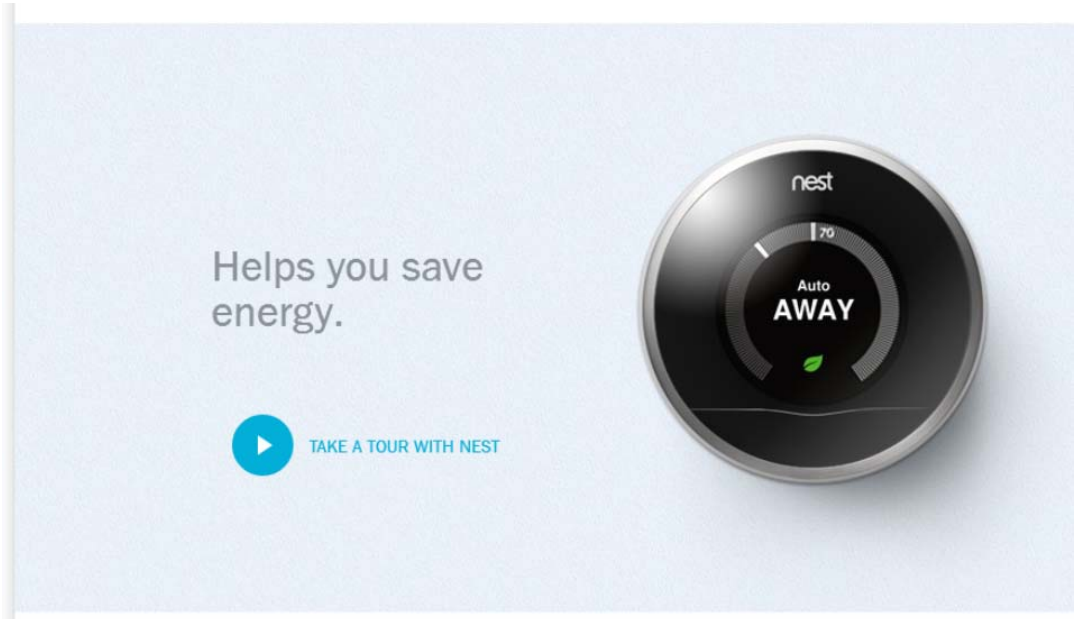 Helps you save
energy.
TAKE A TOUR WITH NEST
nest
70
Auto
AWAY